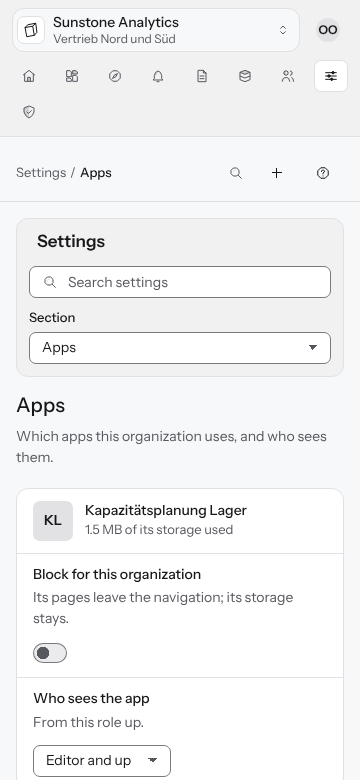 Sunstone Analytics
Vertrieb Nord und Süd
OO
Settings / Apps
Settings
Search settings
Section
Apps
Apps
Which apps this organization uses, and who sees
them.
KL
Kapazitätsplanung Lager
1.5 MB of its storage used
Block for this organization
Its pages leave the navigation; its storage
stays.
Who sees the app
From this role up.
Editor and up